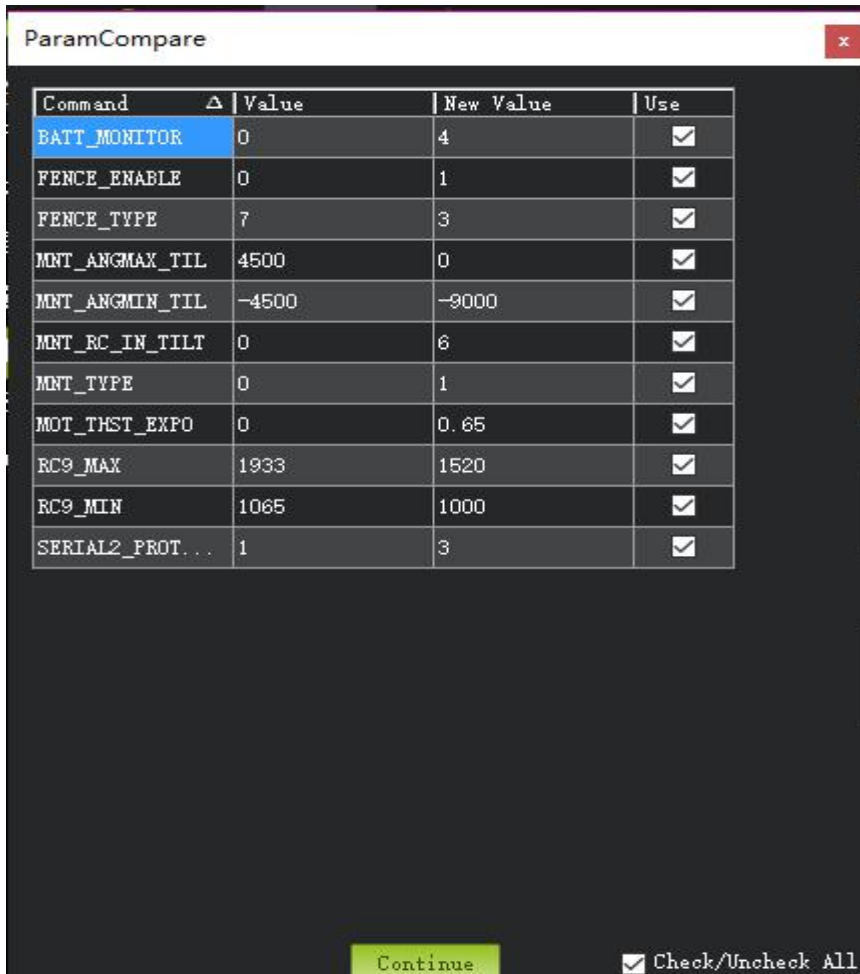 ParamCompare
x
Command Δ Value New Value Use
BATT_MONITOR 0 4
FENCE_ENABLE 0 1
FENCE_TYPE 7 3
MNT_ANGMAX_TIL 4500 0
MNT_ANGMIN_TIL -4500 -9000
MNT_RC_IN_TILT 0 6
MNT_TYPE 0 1
MOT_THST_EXPO 0 0.65
RC9_MAX 1933 1520
RC9_MIN 1065 1000
SERIAL2_PROT... 1 3
Continue Check/Uncheck All